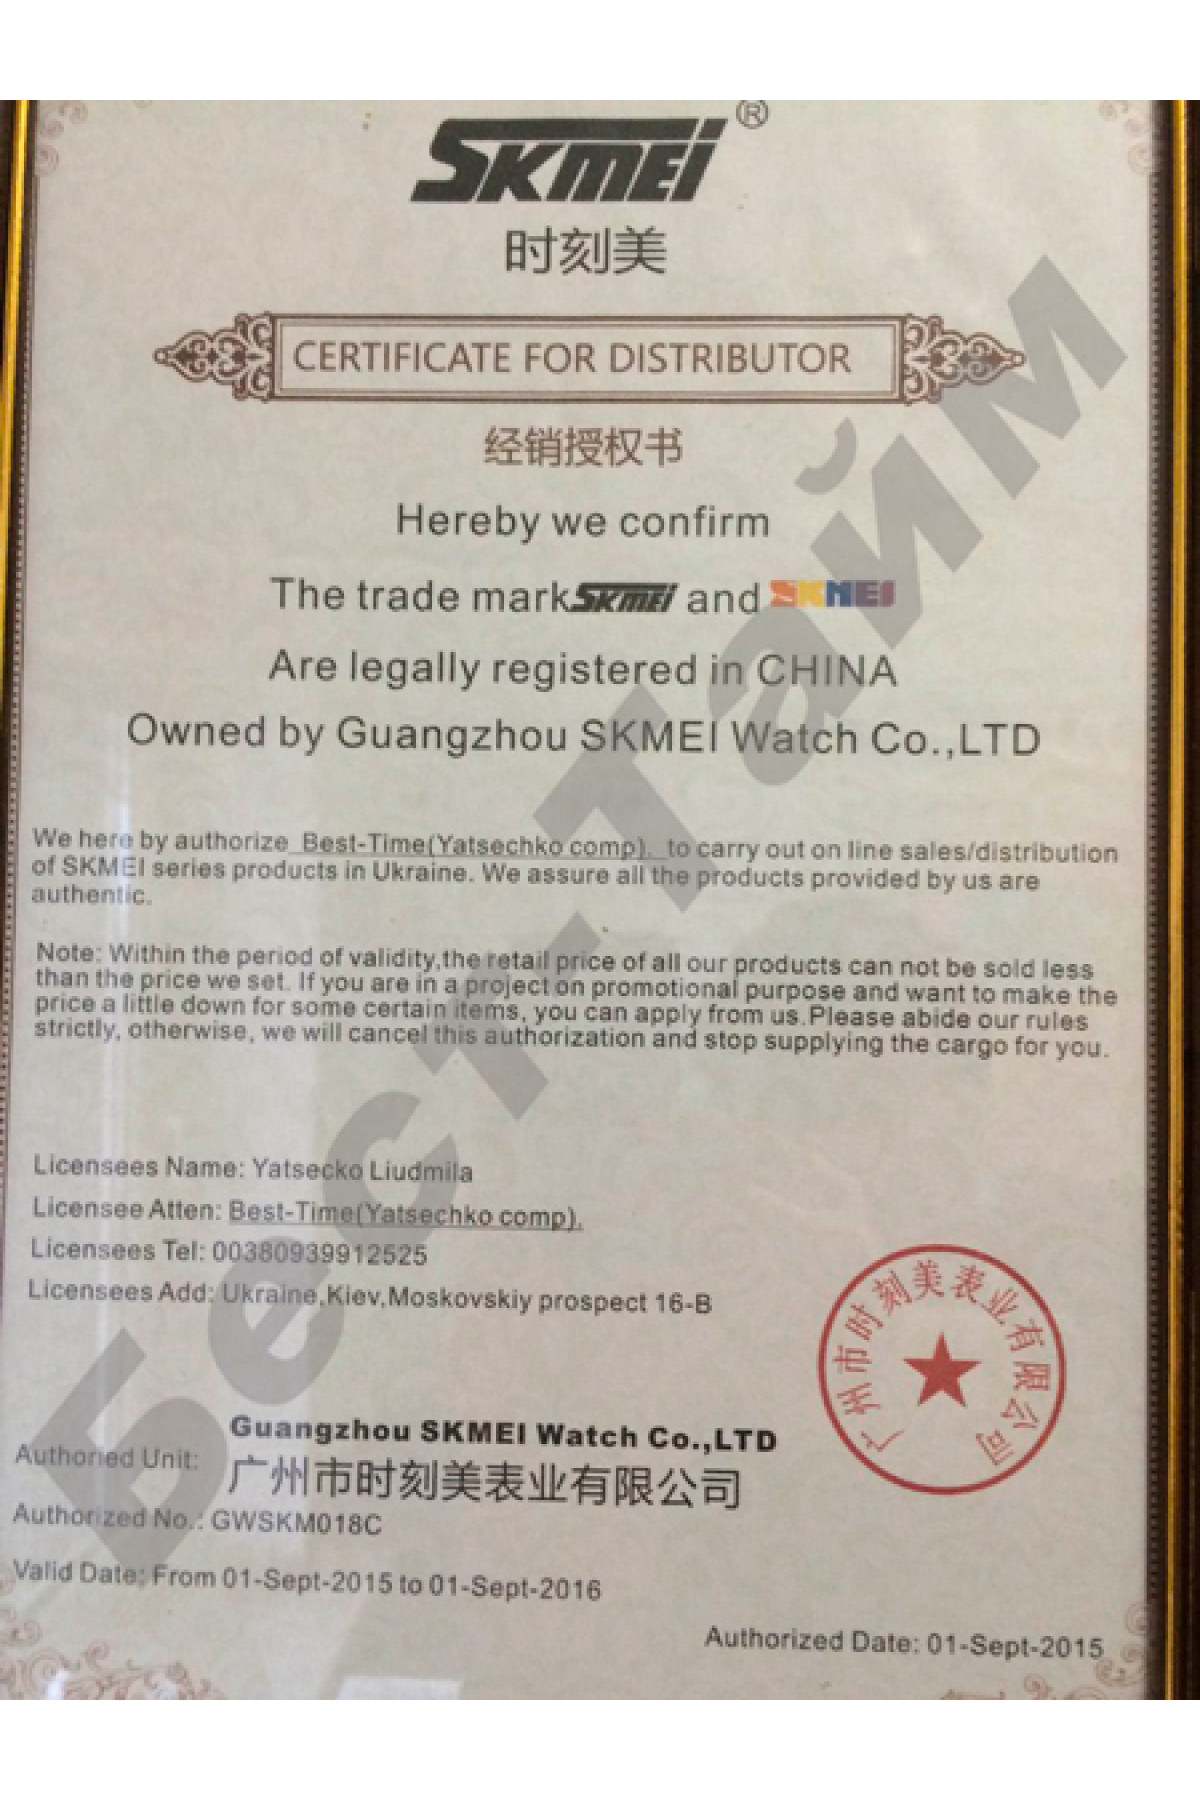 SKMEI®
时刻美
CERTIFICATE FOR DISTRIBUTOR
经销授权书
Hereby we confirm
The trade mark SKMEI and SKMEI
Are legally registered in CHINA
Owned by Guangzhou SKMEI Watch Co.,LTD
We here by authorize Best-Time(Yatsechko comp). to carry out on line sales/distribution
of SKMEI series products in Ukraine. We assure all the products provided by us are
authentic.
Note: Within the period of validity,the retail price of all our products can not be sold less
than the price we set. If you are in a project on promotional purpose and want to make the
price a little down for some certain items, you can apply from us.Please abide our rules
strictly, otherwise, we will cancel this authorization and stop supplying the cargo for you.
Licensees Name: Yatsecko Liudmila
Licensee Atten: Best-Time(Yatsechko comp).
Licensees Tel: 00380939912525
Licensees Add: Ukraine,Kiev,Moskovskiy prospect 16-B
广州市时刻美表业有限公司
Guangzhou SKMEI Watch Co.,LTD
Authoried Unit: 广州市时刻美表业有限公司
Authorized No.: GWSKM018C
Valid Date: From 01-Sept-2015 to 01-Sept-2016
Authorized Date: 01-Sept-2015
Бест-Тайм